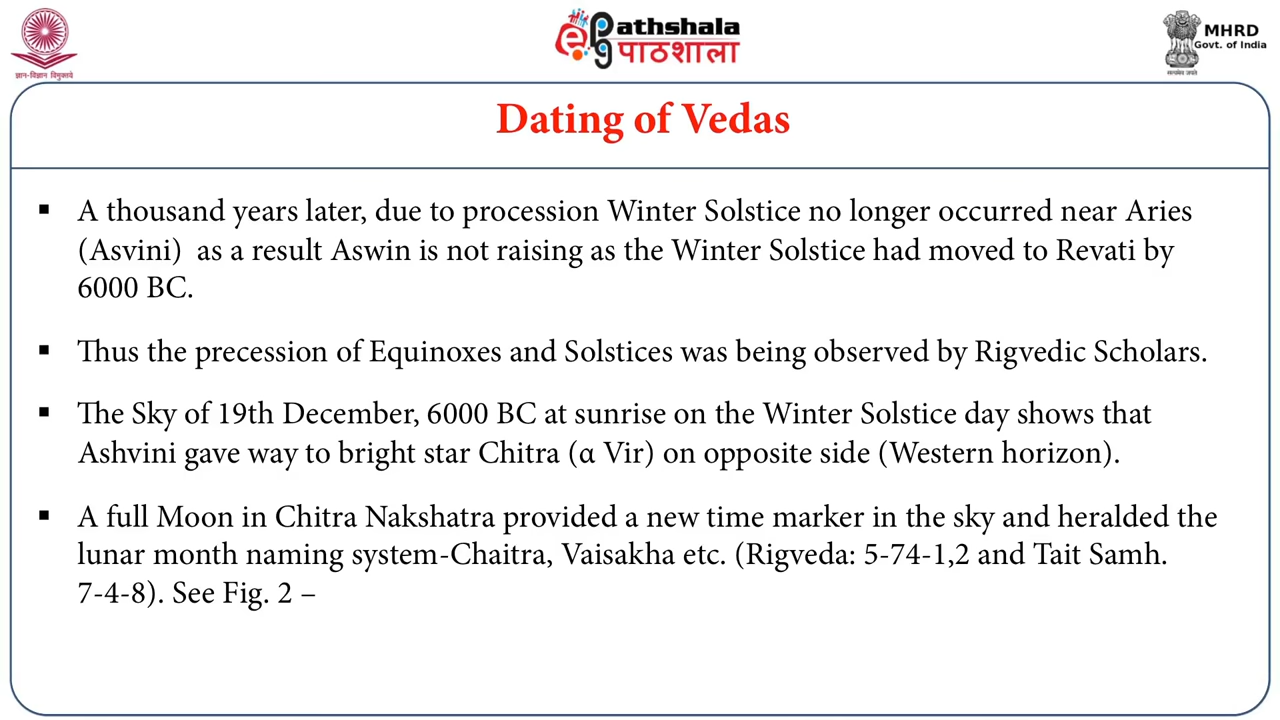 ज्ञान-विज्ञान विमुक्तये
ePG Pathshala
पाठशाला
MHRD
Govt. of India
सत्यमेव जयते
Dating of Vedas
▪ A thousand years later, due to procession Winter Solstice no longer occurred near Aries
(Asvini) as a result Aswin is not raising as the Winter Solstice had moved to Revati by
6000 BC.
▪ Thus the precession of Equinoxes and Solstices was being observed by Rigvedic Scholars.
▪ The Sky of 19th December, 6000 BC at sunrise on the Winter Solstice day shows that
Ashvini gave way to bright star Chitra (α Vir) on opposite side (Western horizon).
▪ A full Moon in Chitra Nakshatra provided a new time marker in the sky and heralded the
lunar month naming system-Chaitra, Vaisakha etc. (Rigveda: 5-74-1,2 and Tait Samh.
7-4-8). See Fig. 2 –